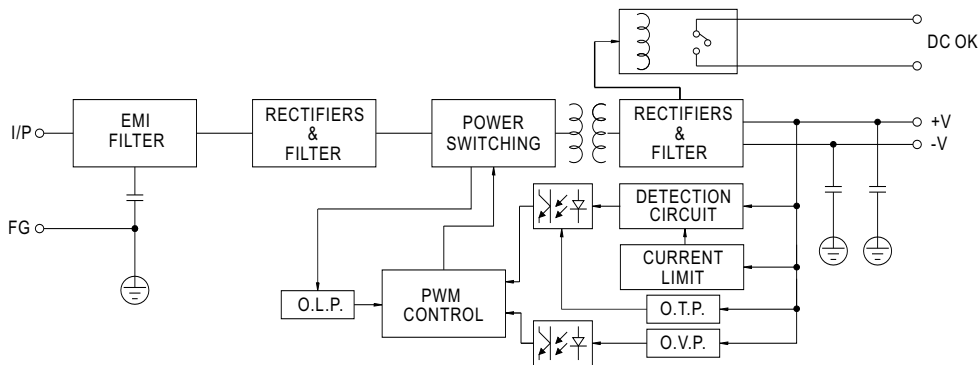 DC OK
I/P
EMI
FILTER
RECTIFIERS
&
FILTER
POWER
SWITCHING
RECTIFIERS
&
FILTER
+V
-V
FG
DETECTION
CIRCUIT
CURRENT
LIMIT
O.L.P.
PWM
CONTROL
O.T.P.
O.V.P.